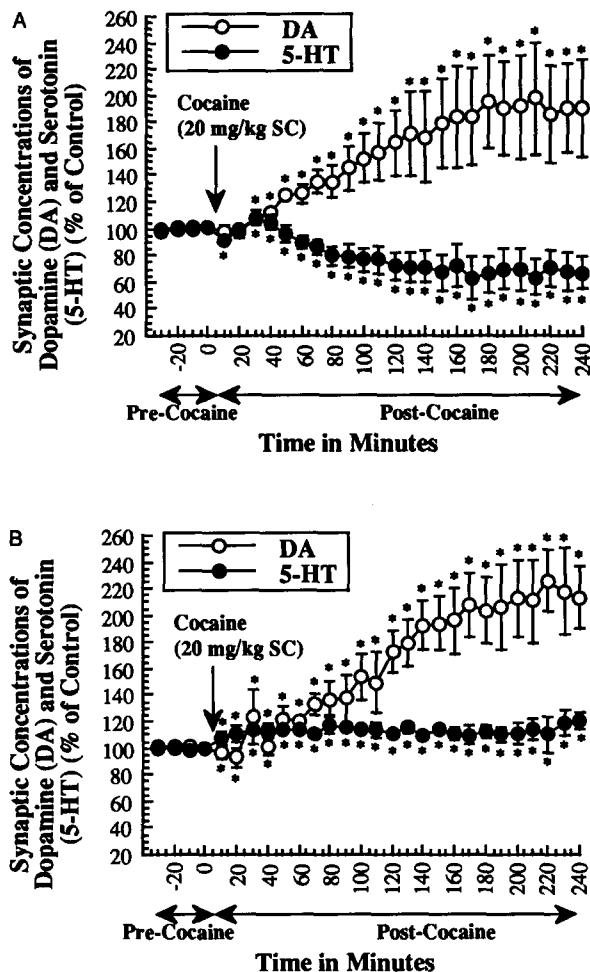 A
DA
5-HT
Cocaine
(20 mg/kg SC)
Synaptic Concentrations of
Dopamine (DA) and Serotonin
(5-HT) (% of Control)
260
240
220
200
180
160
140
120
100
80
60
40
20
-20 0 20 40 60 80 100 120 140 160 180 200 220 240
Pre-Cocaine Post-Cocaine
Time in Minutes
B
DA
5-HT
Cocaine
(20 mg/kg SC)
Synaptic Concentrations of
Dopamine (DA) and Serotonin
(5-HT) (% of Control)
260
240
220
200
180
160
140
120
100
80
60
40
20
-20 0 20 40 60 80 100 120 140 160 180 200 220 240
Pre-Cocaine Post-Cocaine
Time in Minutes